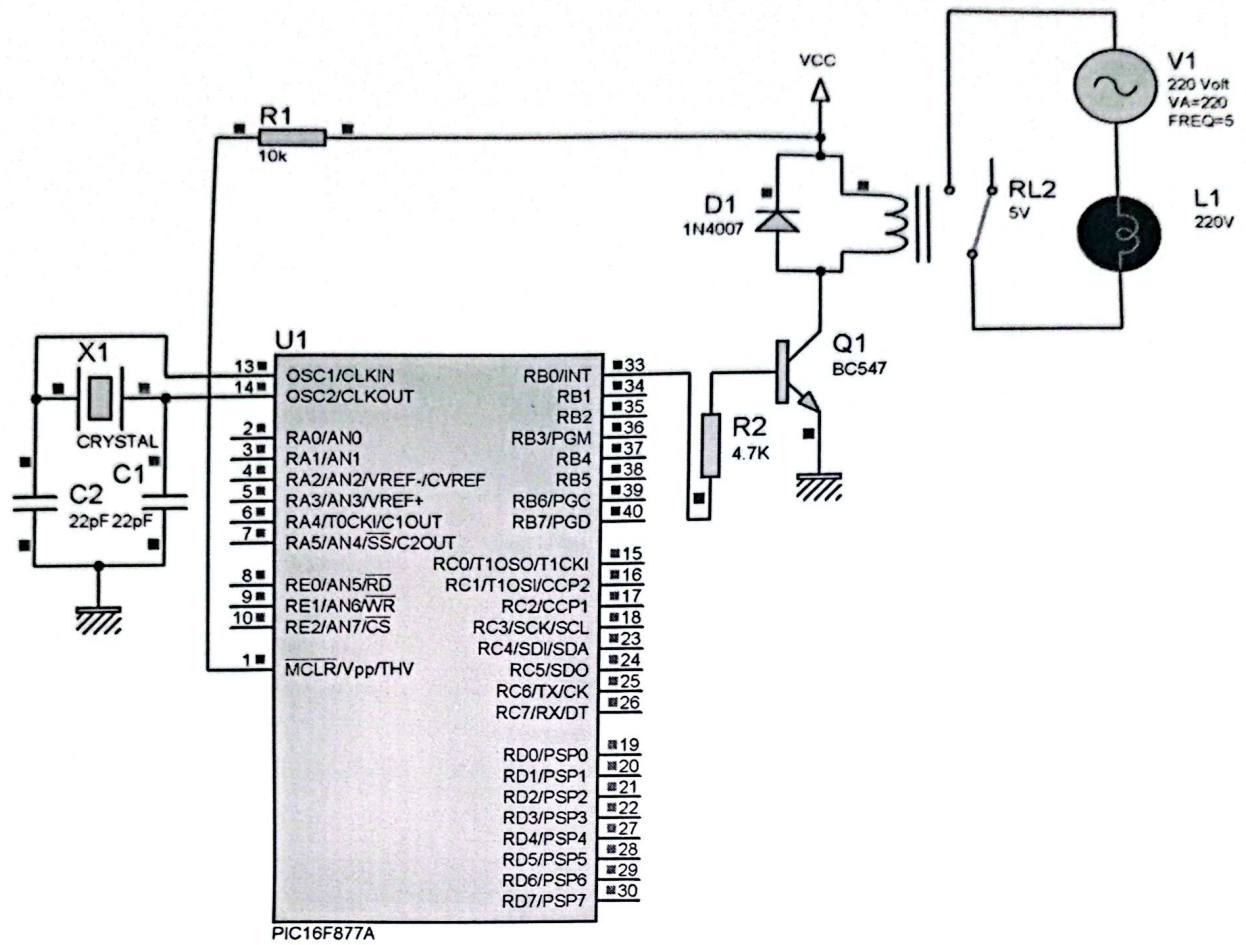 VCC
V1
220 Volt
VA=220
FREQ=5
R1
10k
D1
1N4007
RL2
5V
L1
220V
U1
X1
CRYSTAL
C2
22pF
C1
22pF
Q1
BC547
R2
4.7K
13
OSC1/CLKIN
14
OSC2/CLKOUT
2
RA0/AN0
3
RA1/AN1
4
RA2/AN2/VREF-/CVREF
5
RA3/AN3/VREF+
6
RA4/T0CKI/C1OUT
7
RA5/AN4/SS/C2OUT
8
RE0/AN5/RD
9
RE1/AN6/WR
10
RE2/AN7/CS
1
MCLR/Vpp/THV
RB0/INT
33
RB1
34
RB2
35
RB3/PGM
36
RB4
37
RB5
38
RB6/PGC
39
RB7/PGD
40
RC0/T1OSO/T1CKI
15
RC1/T1OSI/CCP2
16
RC2/CCP1
17
RC3/SCK/SCL
18
RC4/SDI/SDA
23
RC5/SDO
24
RC6/TX/CK
25
RC7/RX/DT
26
RD0/PSP0
19
RD1/PSP1
20
RD2/PSP2
21
RD3/PSP3
22
RD4/PSP4
27
RD5/PSP5
28
RD6/PSP6
29
RD7/PSP7
30
PIC16F877A